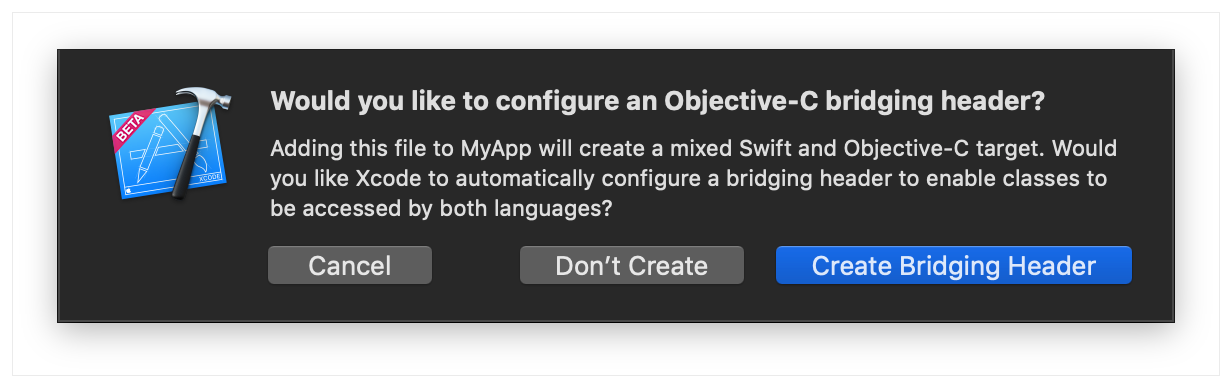 BETA
XCODE
Would you like to configure an Objective-C bridging header?
Adding this file to MyApp will create a mixed Swift and Objective-C target. Would
you like Xcode to automatically configure a bridging header to enable classes to
be accessed by both languages?
Cancel
Don’t Create
Create Bridging Header